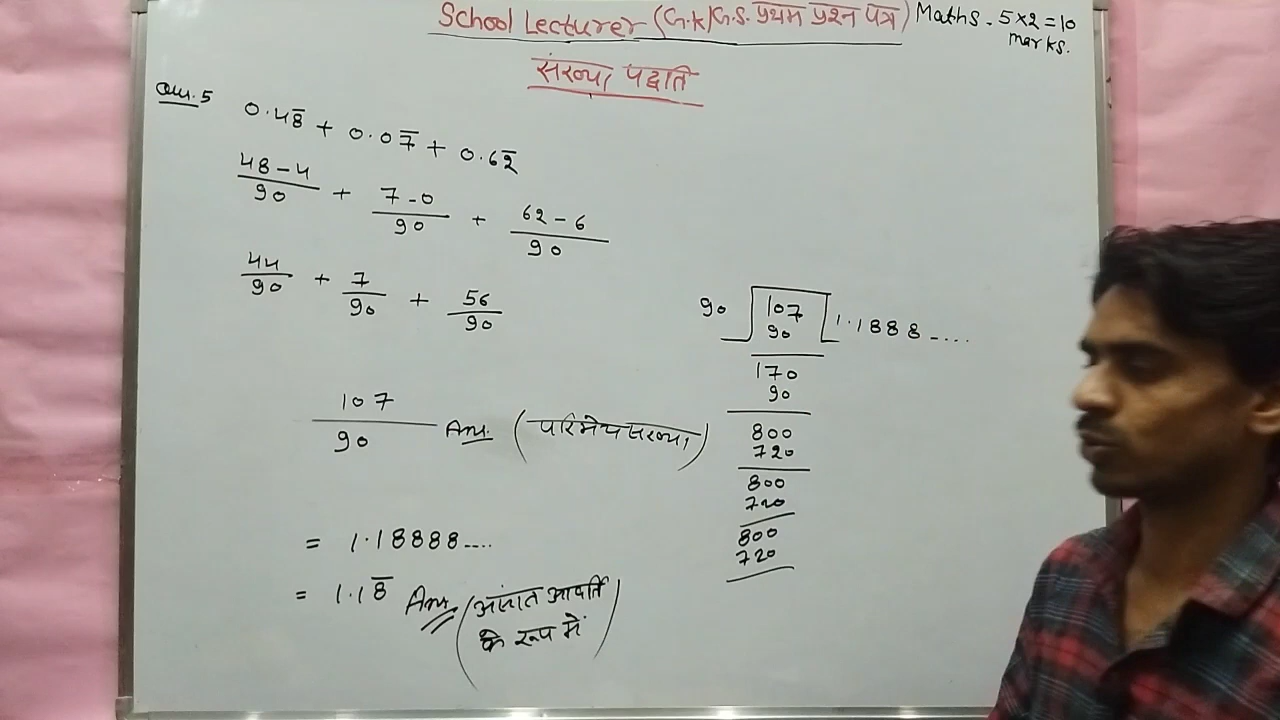 School Lecturer (G.K/G.S. प्रथम प्रश्न पत्र) Maths - 5×2=10 marks.
संख्या पद्धति
Que. 5 0.48̅ + 0.07̅ + 0.62̅
48-4/90 + 7-0/90 + 62-6/90
44/90 + 7/90 + 56/90
107/90 Ans. (परिमेय संख्या)
= 1.18888....
= 1.18̅ Ans. (अंसात आवर्ति
के रूप में)
90 107 1.1888-....
90
170
90
800
720
800
720
800
720